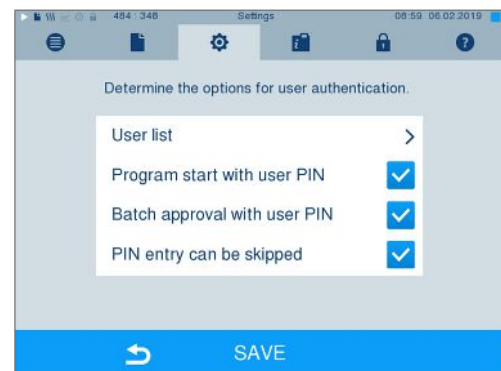 484 : 348 Settings 08:59 06.02.2019
Determine the options for user authentication.
User list
Program start with user PIN
Batch approval with user PIN
PIN entry can be skipped
SAVE